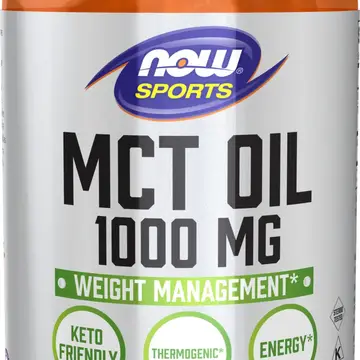 now®
SPORTS
MCT OIL
1000 MG
• WEIGHT MANAGEMENT*•
KETO
FRIENDLY
THERMOGENIC*
ENERGY*